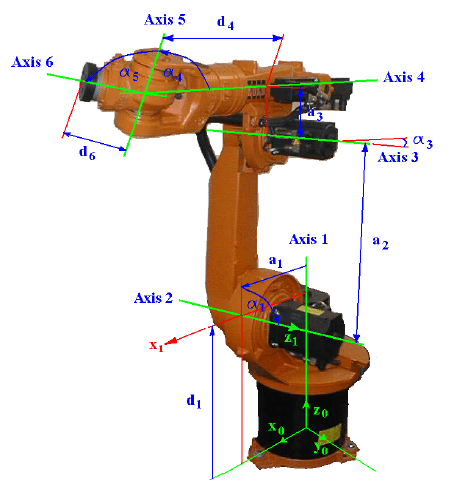 Axis 5
d4
Axis 6
α5
α4
Axis 4
a3
α3
d6
Axis 3
Axis 1
a2
a1
Axis 2
α1
z1
x1
d1
z0
x0
y0